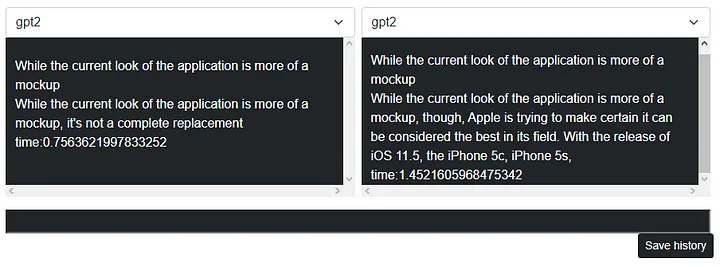 gpt2
While the current look of the application is more of a
mockup
While the current look of the application is more of a
mockup, it's not a complete replacement
time:0.7563621997833252
gpt2
While the current look of the application is more of a
mockup
While the current look of the application is more of a
mockup, though, Apple is trying to make certain it can
be considered the best in its field. With the release of
iOS 11.5, the iPhone 5c, iPhone 5s,
time:1.4521605968475342
Save history